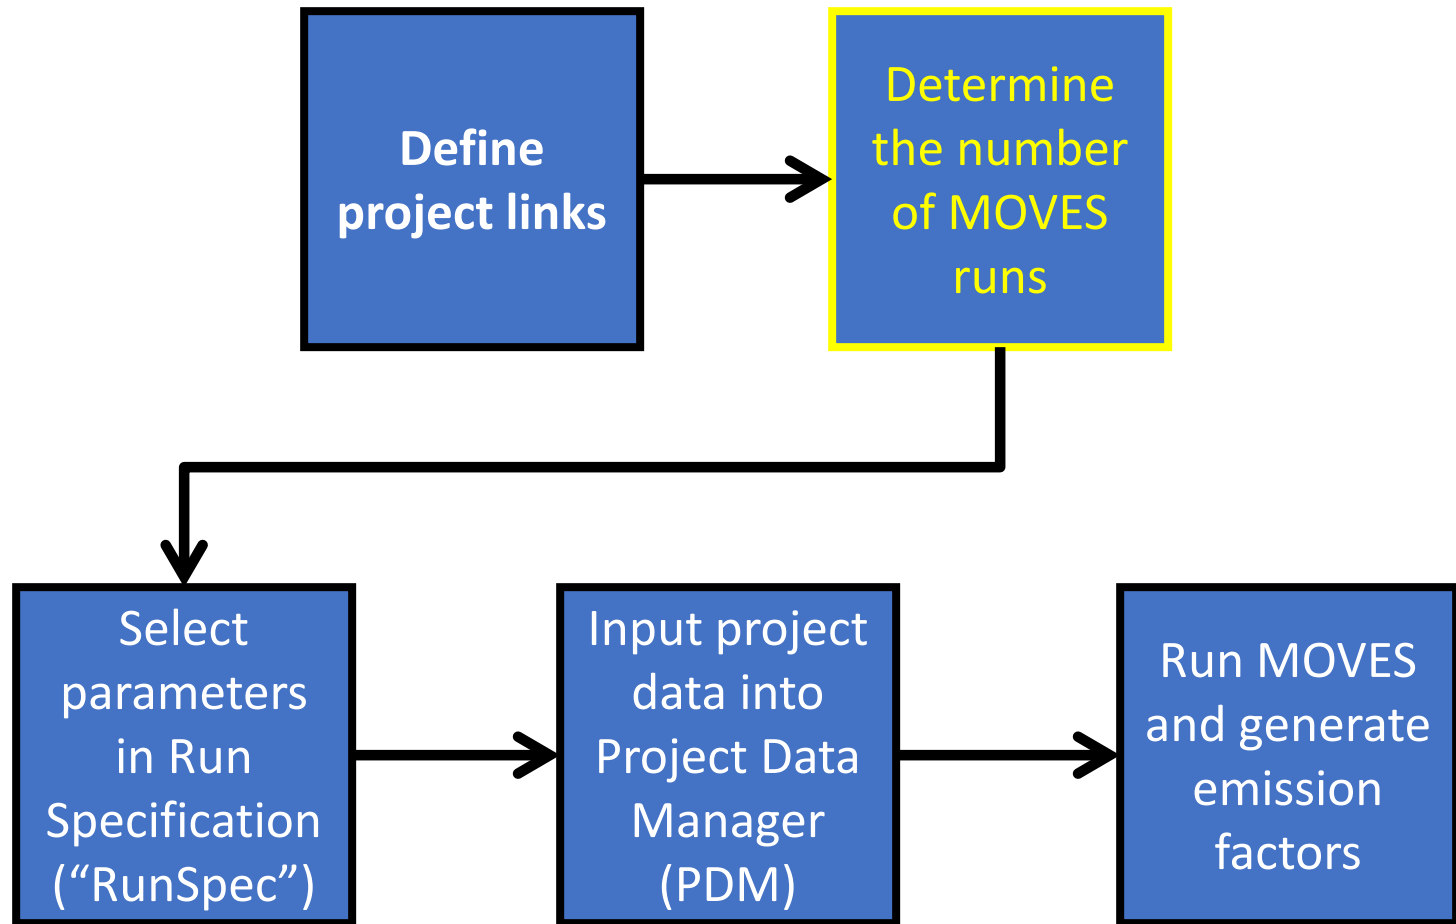 Define
project links
Determine
the number
of MOVES
runs
Select
parameters
in Run
Specification
(“RunSpec”)
Input project
data into
Project Data
Manager
(PDM)
Run MOVES
and generate
emission
factors